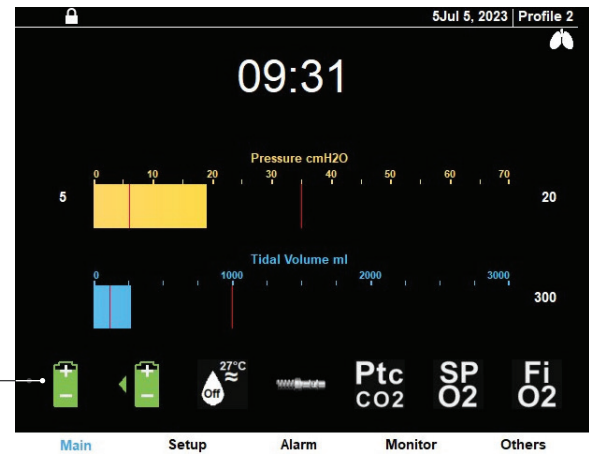 5Jul 5, 2023 | Profile 2
09:31
Pressure cmH2O
0 10 20 30 40 50 60 70
5 20
Tidal Volume ml
0 1000 2000 3000
300
27°C
Off
Ptc CO2
SP O2
Fi O2
Main Setup Alarm Monitor Others